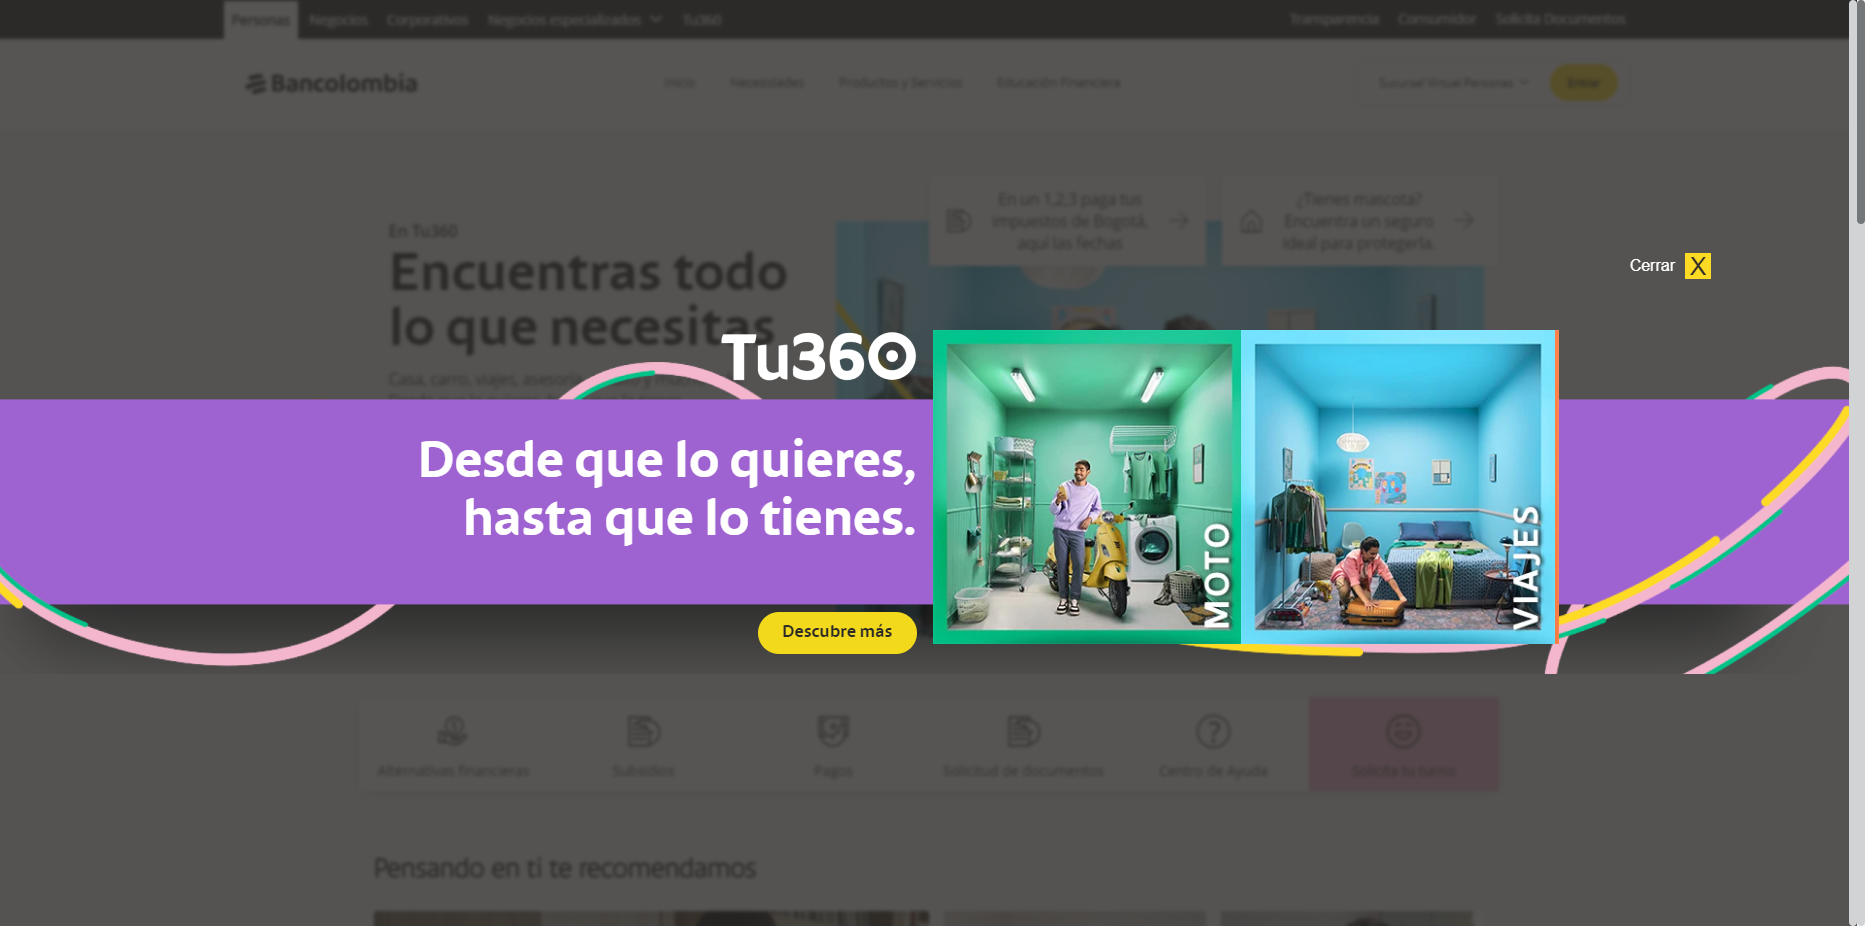 Personas
Negocios
Corporativos
Negocios especializados
Tu360
Transparencia
Consumidor
Solicita Documentos
Bancolombia
Inicio
Necesidades
Productos y Servicios
Educación Financiera
Sucursal Virtual Personas
Entrar
En un 1,2,3 paga tus
impuestos de Bogotá,
aquí las fechas
¿Tienes mascota?
Encuentra un seguro
ideal para protegerla.
En Tu360
Encuentras todo
lo que necesitas
Casa, carro, viajes, asesoría
Cerrar X
Tu360
Desde que lo quieres,
hasta que lo tienes.
Descubre más
MOTO
VIAJES
Alternativas financieras
Subsidios
Pagos
Solicitud de documentos
Centro de Ayuda
Solicita tu turno
Pensando en ti te recomendamos